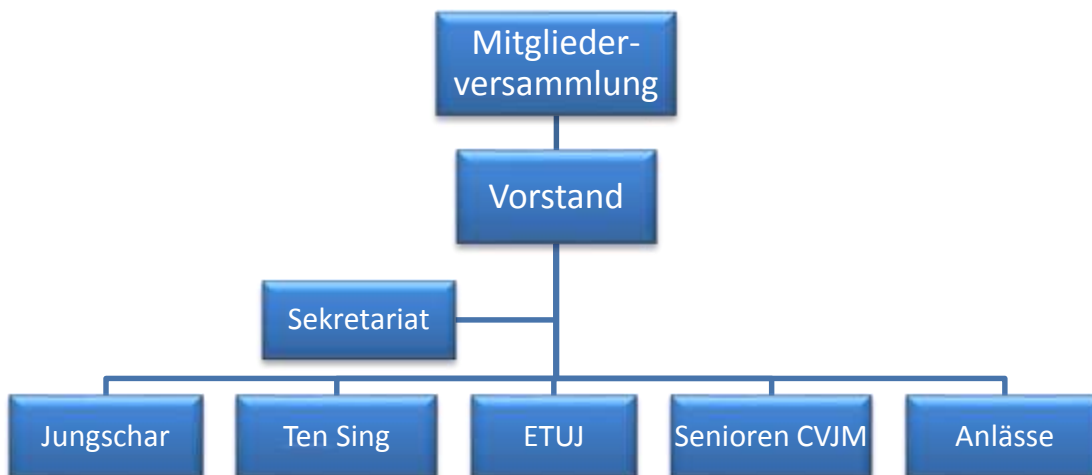 Mitglieder-
versammlung
Vorstand
Sekretariat
Jungschar
Ten Sing
ETUJ
Senioren CVJM
Anlässe